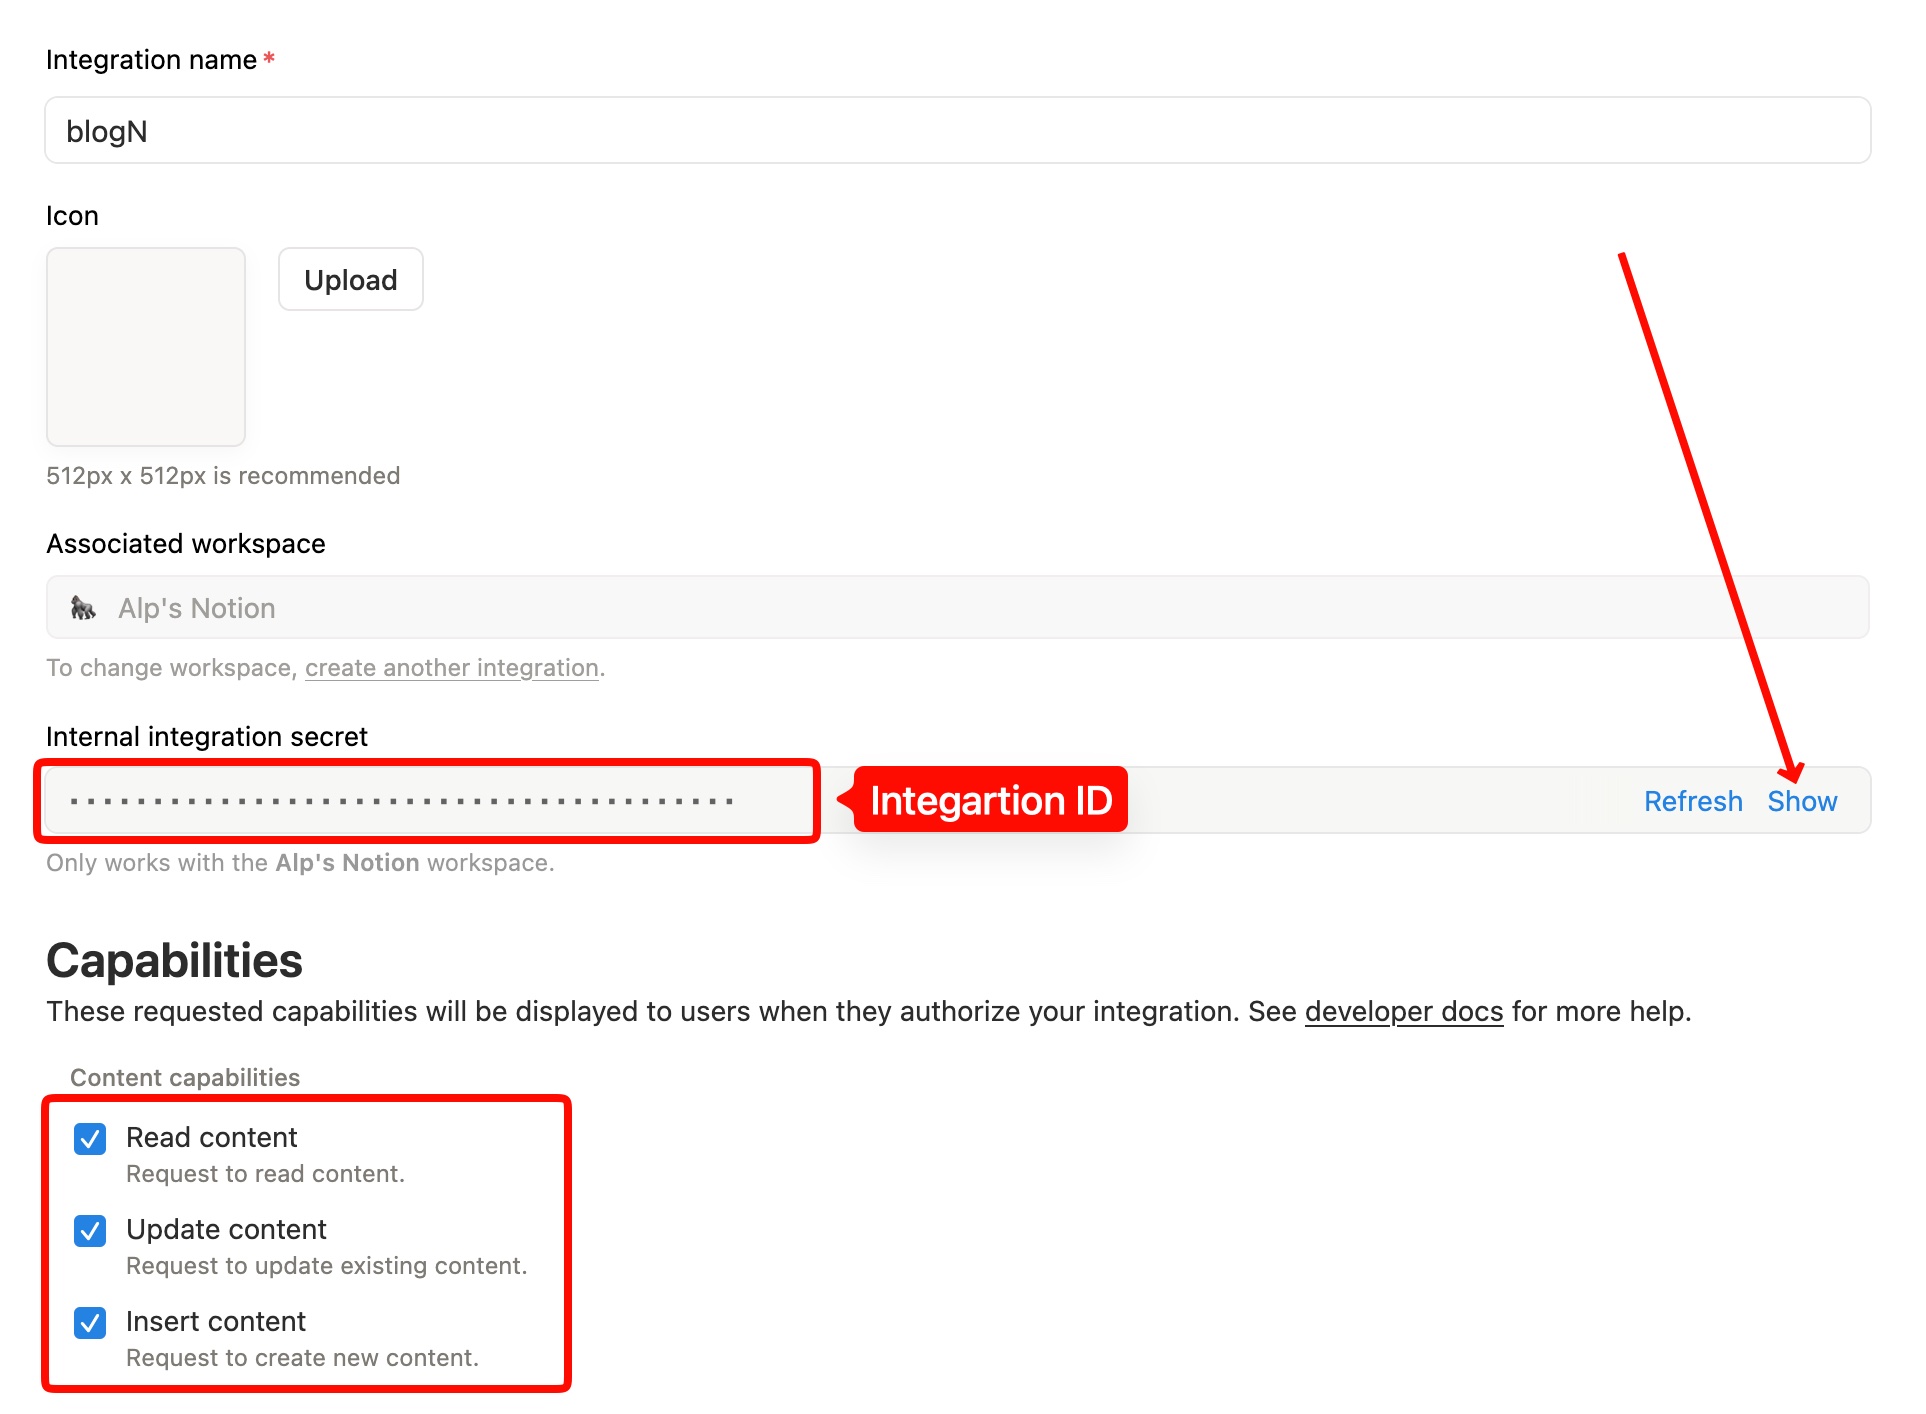 Integration name *
blogN
Icon
Upload
512px x 512px is recommended
Associated workspace
Alp's Notion
To change workspace, create another integration.
Internal integration secret
Integartion ID
Refresh Show
Only works with the Alp's Notion workspace.
Capabilities
These requested capabilities will be displayed to users when they authorize your integration. See developer docs for more help.
Content capabilities
Read content
Request to read content.
Update content
Request to update existing content.
Insert content
Request to create new content.